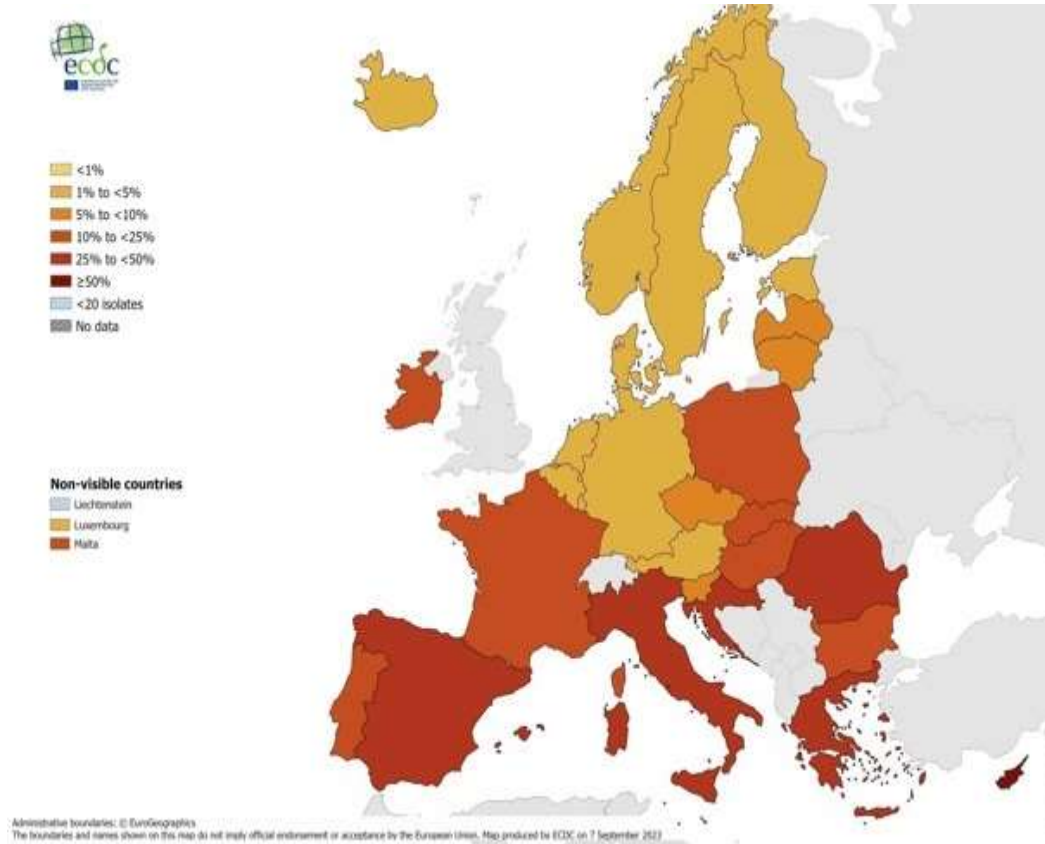 ecdc
<1%
1% to <5%
5% to <10%
10% to <25%
25% to <50%
≥50%
<20 isolates
No data
Non-visible countries
Liechtenstein
Luxembourg
Malta
Administrative boundaries: © EuroGeographics
The boundaries and names shown on this map do not imply official endorsement or acceptance by the European Union. Map produced by ECDC on 7 September 2023